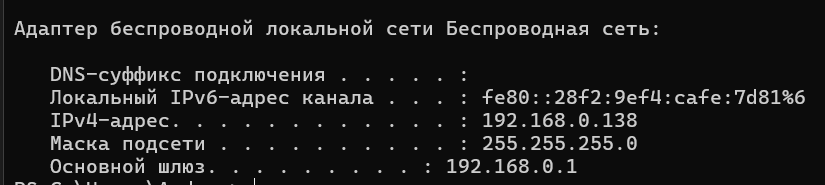 Адаптер беспроводной локальной сети Беспроводная сеть:
DNS-суффикс подключения . . . . . :
Локальный IPv6-адрес канала . . . : fe80::28f2:9ef4:cafe:7d81%6
IPv4-адрес. . . . . . . . . . . . : 192.168.0.138
Маска подсети . . . . . . . . . . : 255.255.255.0
Основной шлюз. . . . . . . . . : 192.168.0.1